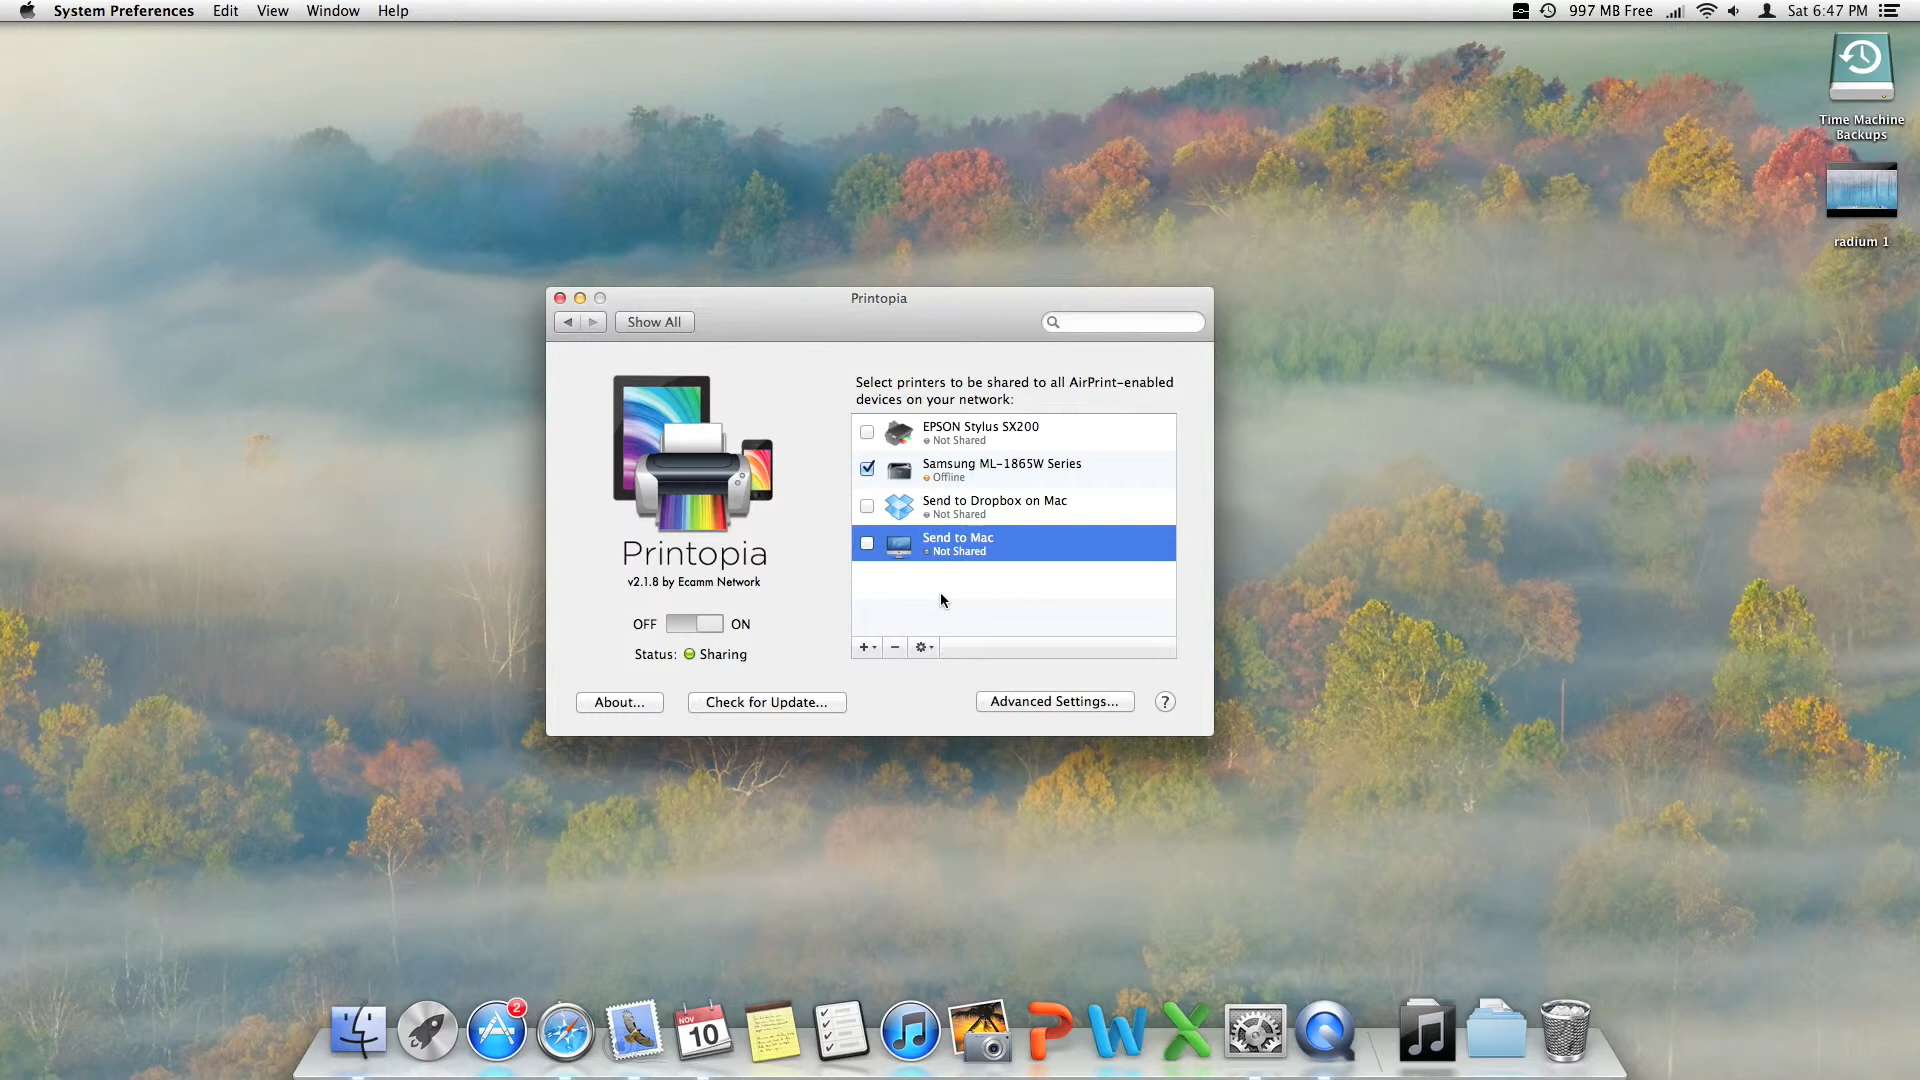 System Preferences Edit View Window Help
997 MB Free Sat 6:47 PM
Time Machine
Backups
radium 1
Printopia
Show All
Select printers to be shared to all AirPrint-enabled
devices on your network:
EPSON Stylus SX200
Not Shared
Samsung ML-1865W Series
Offline
Send to Dropbox on Mac
Not Shared
Send to Mac
Not Shared
Printopia
v2.1.8 by Ecamm Network
OFF ON
Status: Sharing
About... Check for Update... Advanced Settings... ?
2
NOV
10
P W X